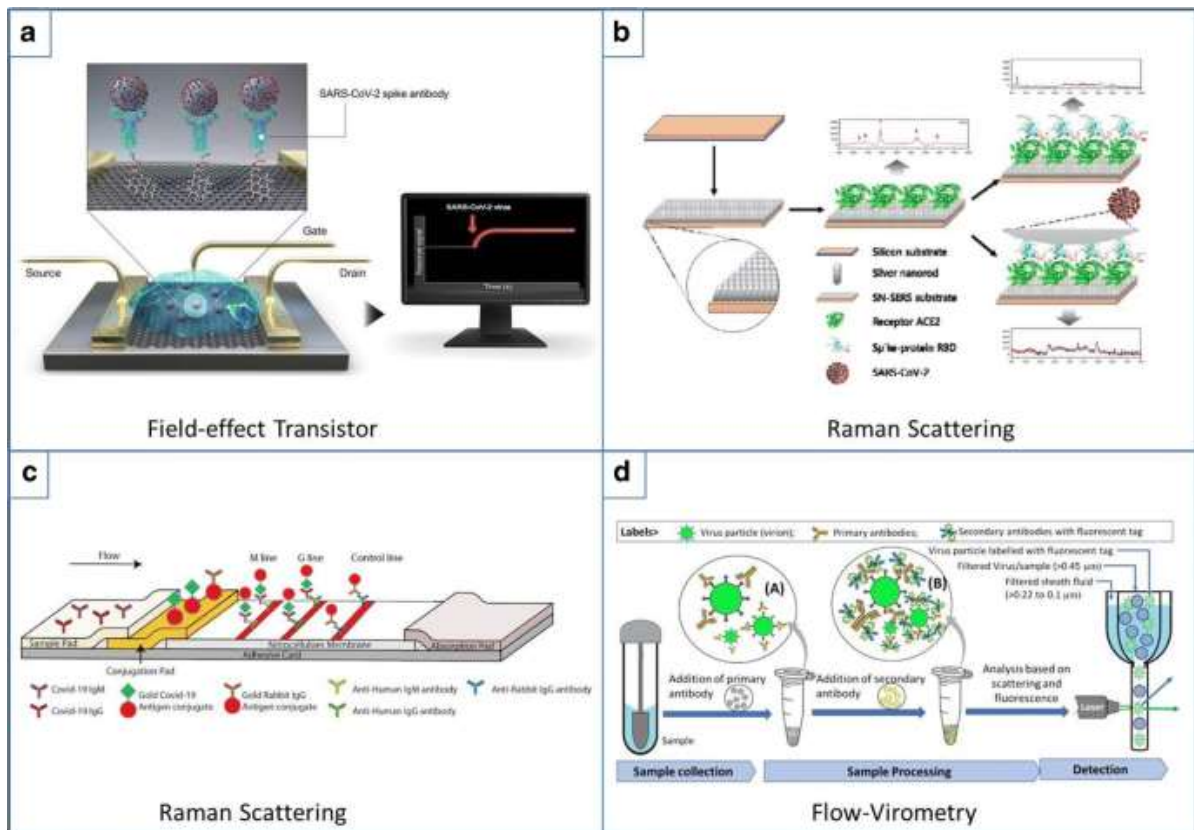 a
SARS-CoV-2 spike antibody
Gate
Source
Drain
SARS-CoV-2 virus
Time (s)
Field-effect Transistor
b
Silicon substrate
Silver nanorod
SN-SERS substrate
Receptor ACE2
Spike-protein RBD
SARS-CoV-2
Raman Scattering
c
Flow
M line
G line
Control line
Sample Pad
Nitrocellulose Membrane
Absorption Pad
Adhesive Card
Conjugation Pad
Covid-19 IgM
Covid-19 IgG
Gold Covid-19
Antigen conjugate
Gold Rabbit IgG
Antigen conjugate
Anti-Human IgM antibody
Anti-Human IgG antibody
Anti-Rabbit IgG antibody
Raman Scattering
d
Labels> Virus particle (virion); Primary antibodies; Secondary antibodies with fluorescent tag
Virus particle labelled with fluorescent tag
Filtered Virus/sample (>0.45 µm)
Filtered sheath fluid
(>0.22 to 0.1 µm)
(A)
(B)
Addition of primary
antibody
Addition of secondary
antibody
Analysis based on
scattering and
fluorescence
Laser
Sample
Sample collection
Sample Processing
Detection
Flow-Virometry